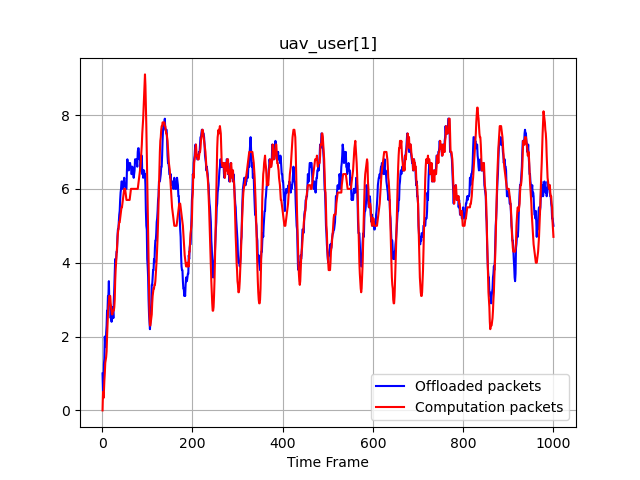 uav_user[1]
8
6
4
2
0
Offloaded packets
Computation packets
0 200 400 600 800 1000
Time Frame